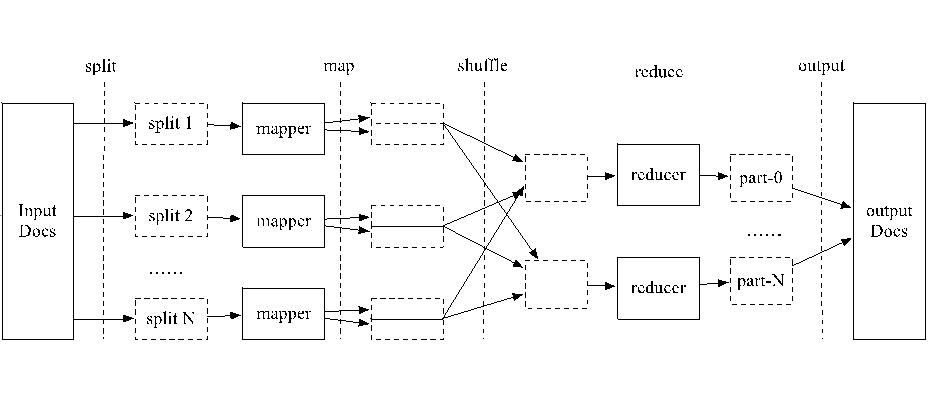 split
map
shuffle
reduce
output
Input
Docs
split 1
mapper
split 2
mapper
......
split N
mapper
reducer
part-0
......
reducer
part-N
output
Docs